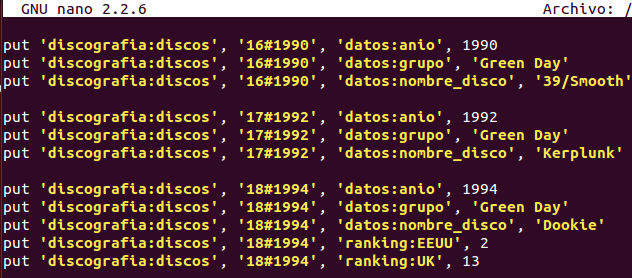 GNU nano 2.2.6 Archivo: /
put 'discografia:discos', '16#1990', 'datos:anio', 1990
put 'discografia:discos', '16#1990', 'datos:grupo', 'Green Day'
put 'discografia:discos', '16#1990', 'datos:nombre_disco', '39/Smooth'
put 'discografia:discos', '17#1992', 'datos:anio', 1992
put 'discografia:discos', '17#1992', 'datos:grupo', 'Green Day'
put 'discografia:discos', '17#1992', 'datos:nombre_disco', 'Kerplunk'
put 'discografia:discos', '18#1994', 'datos:anio', 1994
put 'discografia:discos', '18#1994', 'datos:grupo', 'Green Day'
put 'discografia:discos', '18#1994', 'datos:nombre_disco', 'Dookie'
put 'discografia:discos', '18#1994', 'ranking:EEUU', 2
put 'discografia:discos', '18#1994', 'ranking:UK', 13